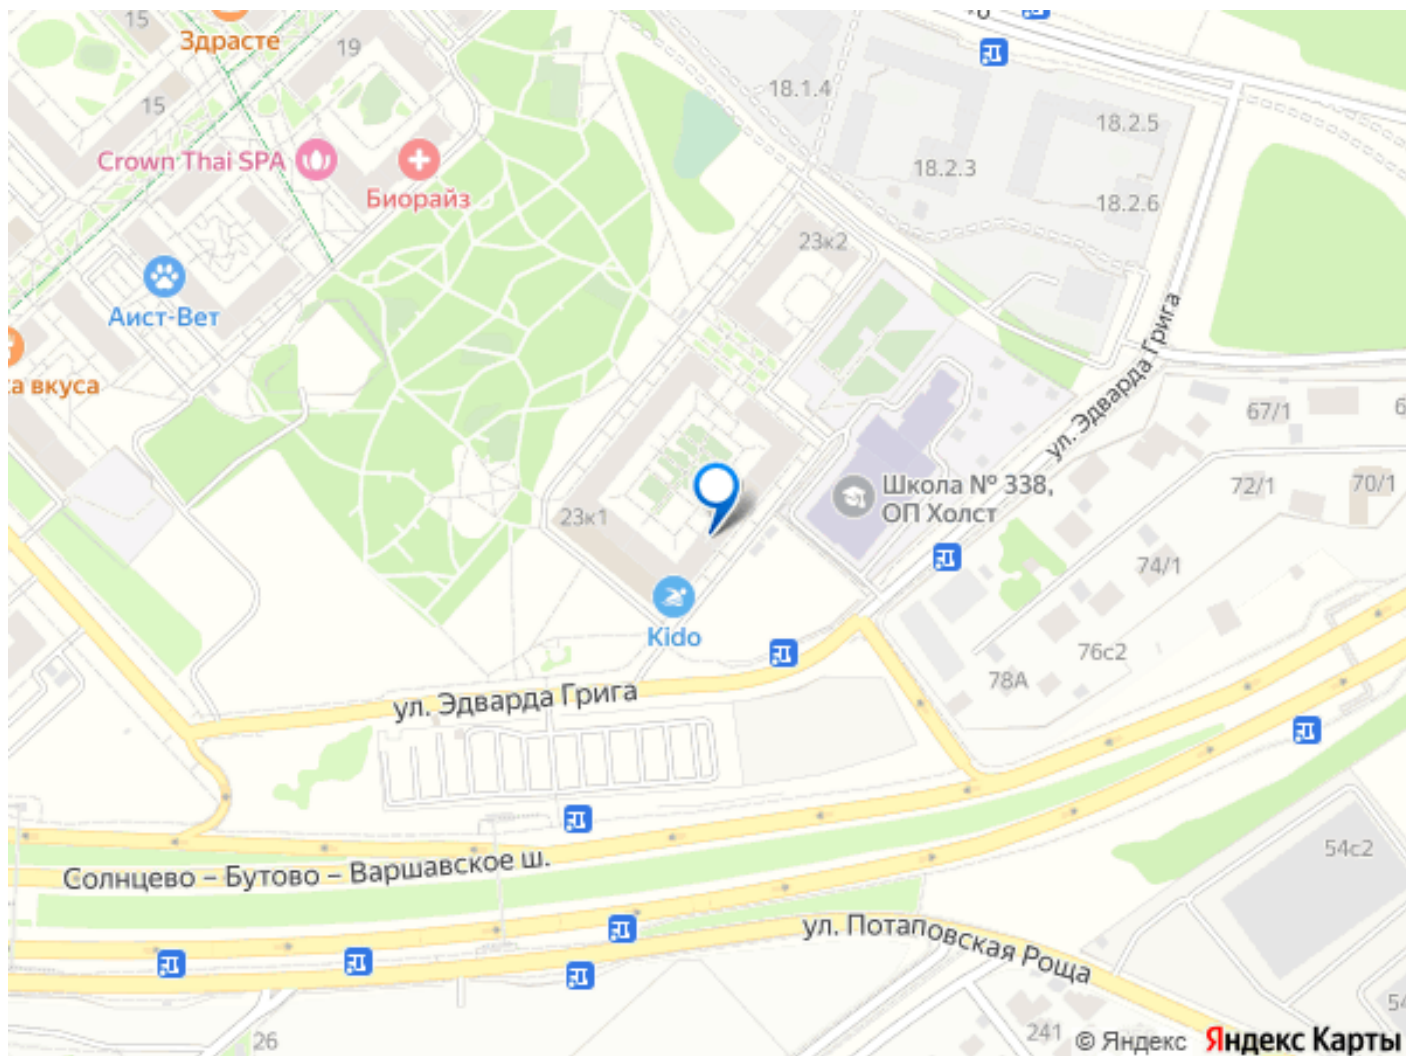 15
Здрасте
19
15
Crown Thai SPA
Биорайз
18.1.4
18.2.5
18.2.3
18.2.6
23к2
Аист-Вет
а вкуса
ул. Эдварда Грига
67/1
6
Школа № 338,
ОП Холст
72/1
70/1
23к1
74/1
Kido
76с2
78А
ул. Эдварда Грига
Солнцево – Бутово – Варшавское ш.
54с2
ул. Потаповская Роща
54
26
241
© Яндекс
Яндекс Карты